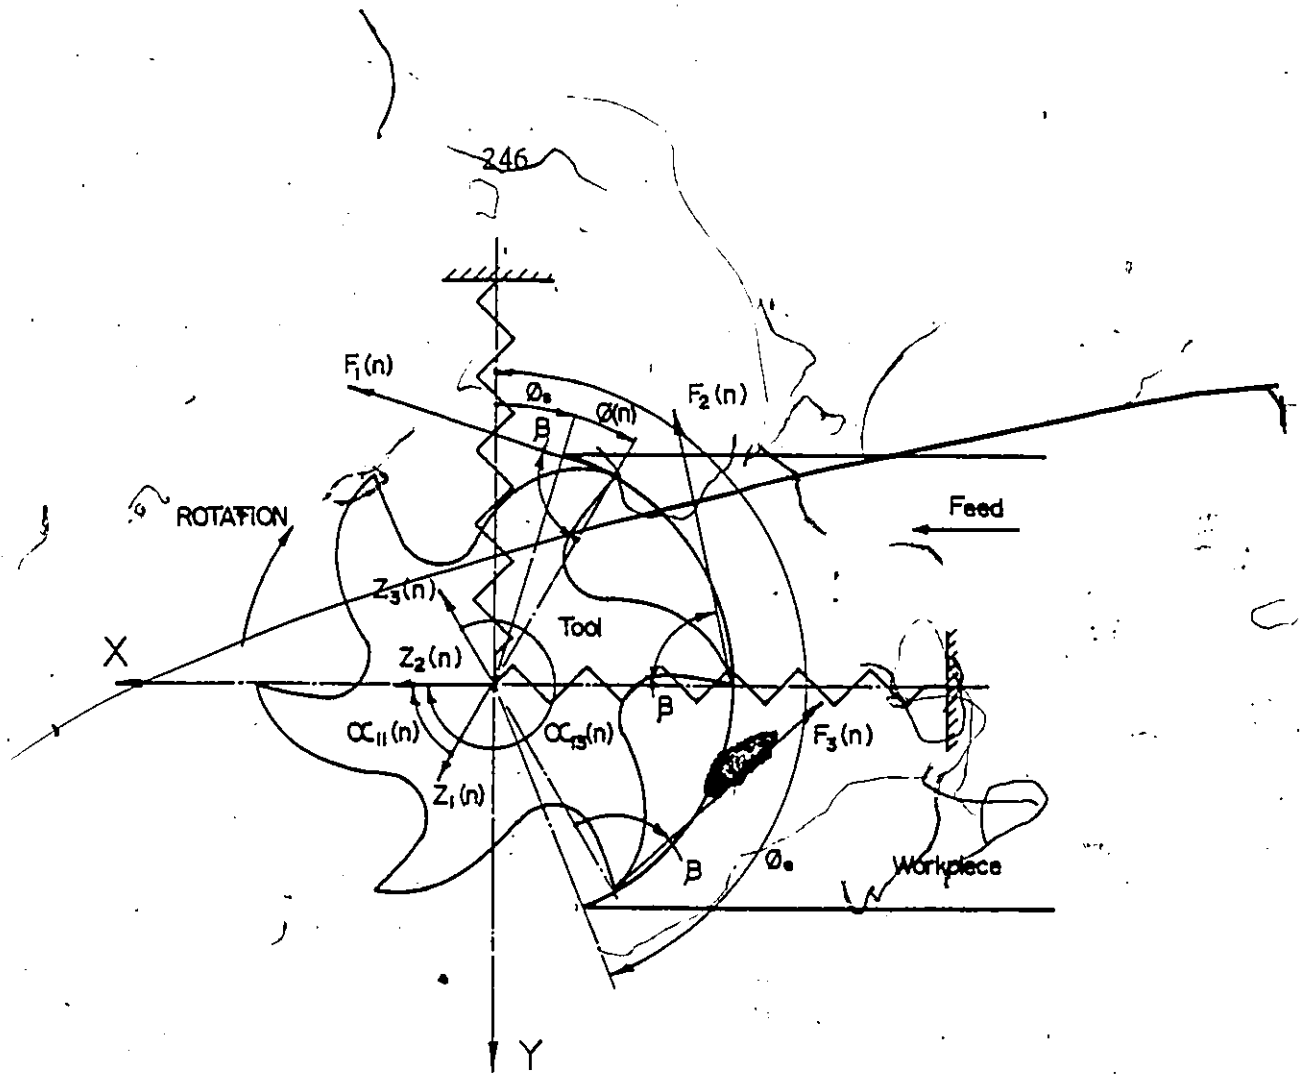 246
F₁(n)
Øₛ
Ø(n)
F₂(n)
β
Feed
ROTATION
Z₃(n)
Tool
X
Z₂(n)
β
α₁₁(n)
α₁₃(n)
F₃(n)
Z₁(n)
β
Øₑ
Workpiece
Y